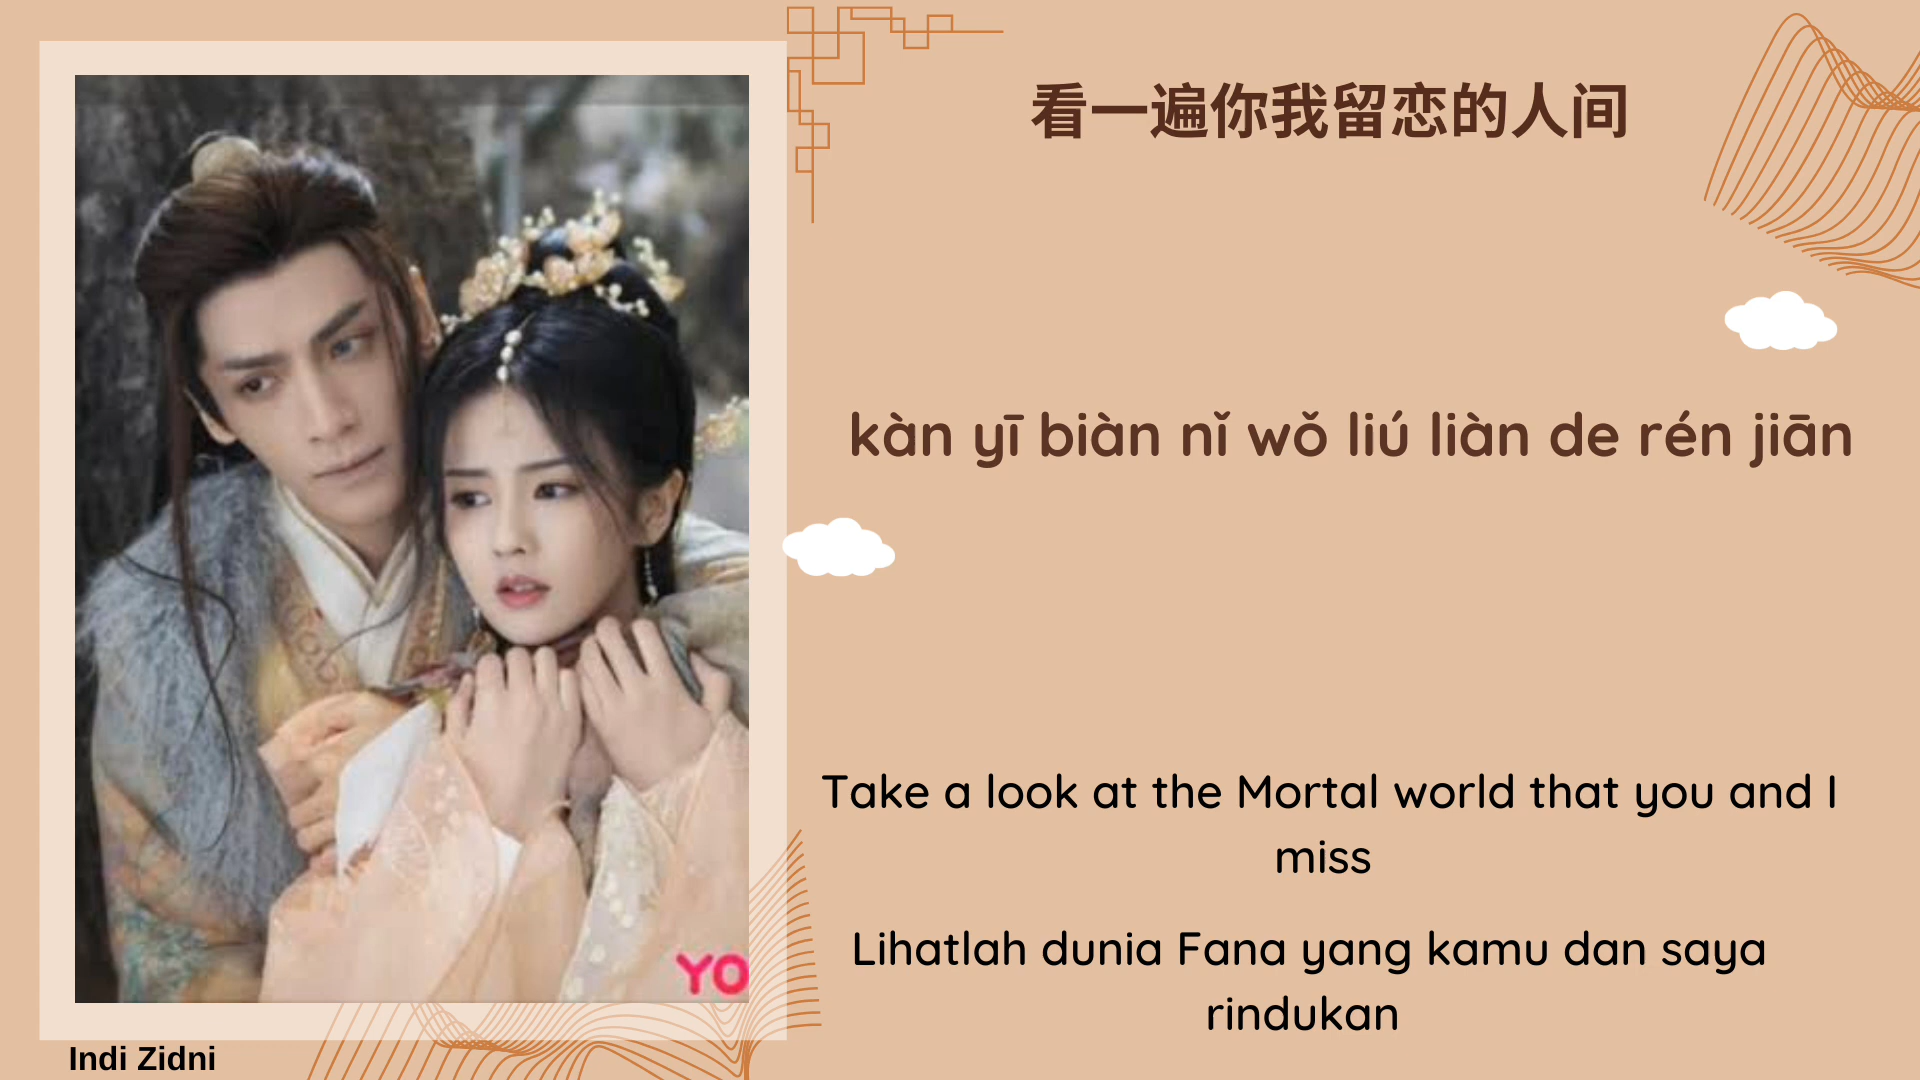 看一遍你我留恋的人间
kàn yī biàn nǐ wǒ liú liàn de rén jiān
Take a look at the Mortal world that you and I
miss
Lihatlah dunia Fana yang kamu dan saya
rindukan
YO
Indi Zidni